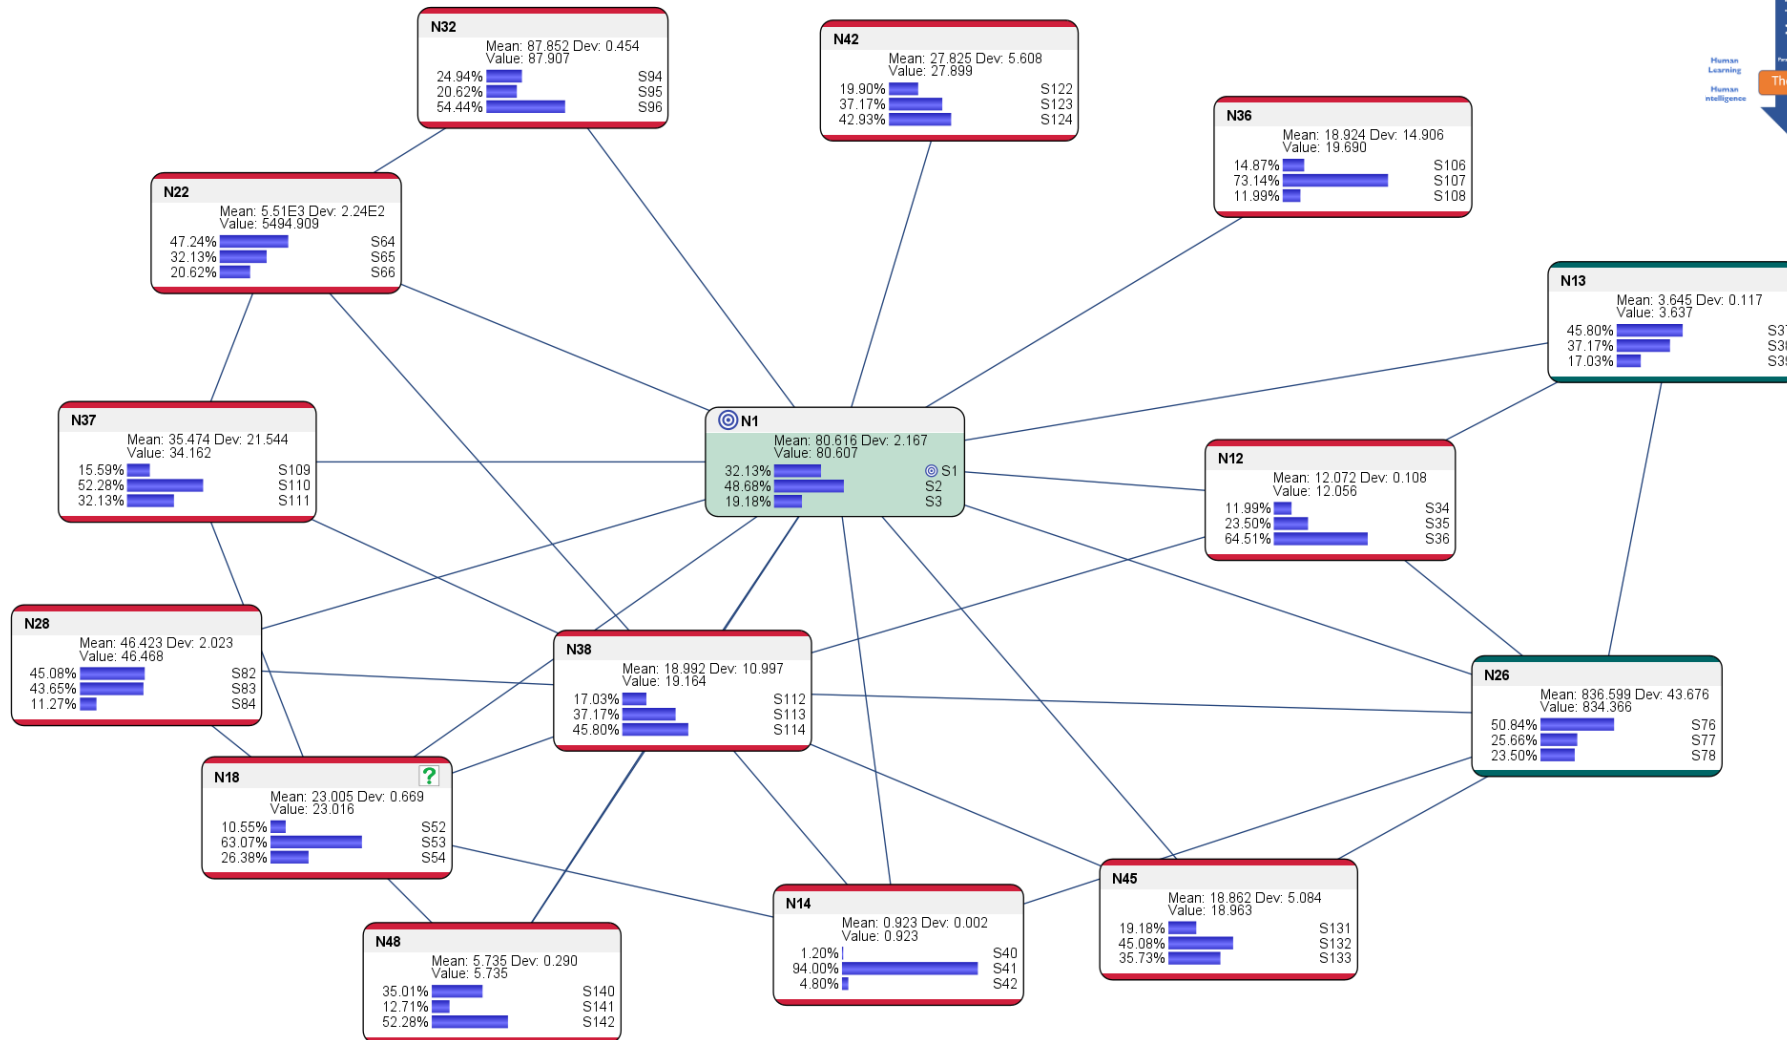 N32
Mean: 87.852 Dev: 0.454
Value: 87.907
24.94% S94
20.62% S95
54.44% S96
N42
Mean: 27.825 Dev: 5.608
Value: 27.899
19.90% S122
37.17% S123
42.93% S124
Human
Learning
Human
ntelligence
The
N36
Mean: 18.924 Dev: 14.906
Value: 19.690
14.87% S106
73.14% S107
11.99% S108
N22
Mean: 5.51E3 Dev: 2.24E2
Value: 5494.909
47.24% S64
32.13% S65
20.62% S66
N13
Mean: 3.645 Dev: 0.117
Value: 3.637
45.80% S37
37.17% S38
17.03% S39
N37
Mean: 35.474 Dev: 21.544
Value: 34.162
15.59% S109
52.28% S110
32.13% S111
N1
Mean: 80.616 Dev: 2.167
Value: 80.607
32.13% S1
48.68% S2
19.18% S3
N12
Mean: 12.072 Dev: 0.108
Value: 12.056
11.99% S34
23.50% S35
64.51% S36
N28
Mean: 46.423 Dev: 2.023
Value: 46.468
45.08% S82
43.65% S83
11.27% S84
N38
Mean: 18.992 Dev: 10.997
Value: 19.164
17.03% S112
37.17% S113
45.80% S114
N26
Mean: 836.599 Dev: 43.676
Value: 834.366
50.84% S76
25.66% S77
23.50% S78
N18 ?
Mean: 23.005 Dev: 0.669
Value: 23.016
10.55% S52
63.07% S53
26.38% S54
N14
Mean: 0.923 Dev: 0.002
Value: 0.923
1.20% S40
94.00% S41
4.80% S42
N45
Mean: 18.862 Dev: 5.084
Value: 18.963
19.18% S131
45.08% S132
35.73% S133
N48
Mean: 5.735 Dev: 0.290
Value: 5.735
35.01% S140
12.71% S141
52.28% S142